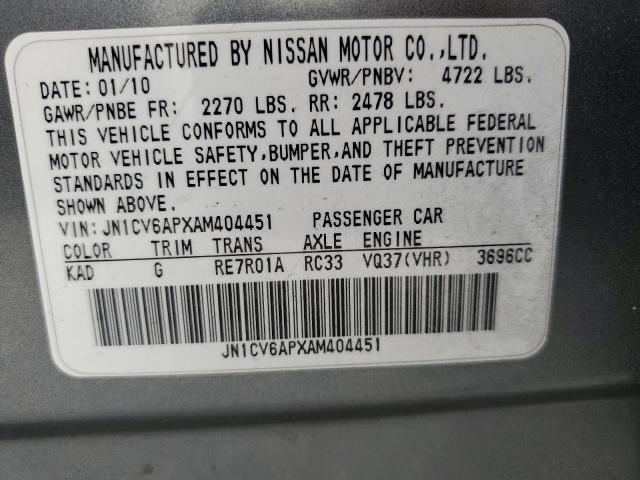 MANUFACTURED BY NISSAN MOTOR CO.,LTD.
DATE: 01/10 GVWR/PNBV: 4722 LBS.
GAWR/PNBE FR: 2270 LBS. RR: 2478 LBS.
THIS VEHICLE CONFORMS TO ALL APPLICABLE FEDERAL
MOTOR VEHICLE SAFETY,BUMPER,AND THEFT PREVENTION
STANDARDS IN EFFECT ON THE DATE OF MANUFACTURE
SHOWN ABOVE.
VIN: JN1CV6APXAM404451 PASSENGER CAR
COLOR TRIM TRANS AXLE ENGINE
KAD G RE7R01A RC33 VQ37(VHR) 3696CC
JN1CV6APXAM404451